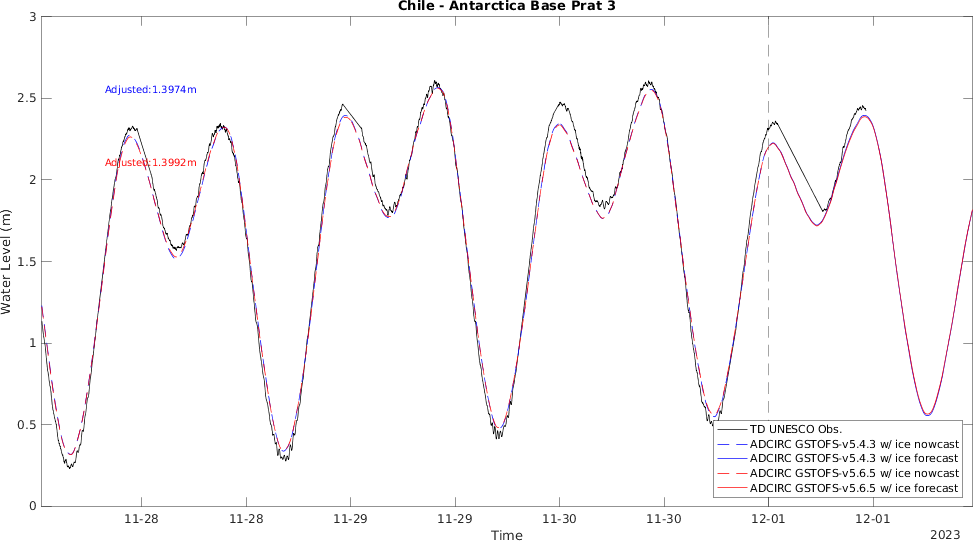 Chile - Antarctica Base Prat 3
3
2.5
2
1.5
1
0.5
0
Water Level (m)
Adjusted:1.3974m
Adjusted:1.3992m
TD UNESCO Obs.
ADCIRC GSTOFS-v5.4.3 w/ ice nowcast
ADCIRC GSTOFS-v5.4.3 w/ ice forecast
ADCIRC GSTOFS-v5.6.5 w/ ice nowcast
ADCIRC GSTOFS-v5.6.5 w/ ice forecast
11-28 11-28 11-29 11-29 11-30 11-30 12-01 12-01
Time
2023